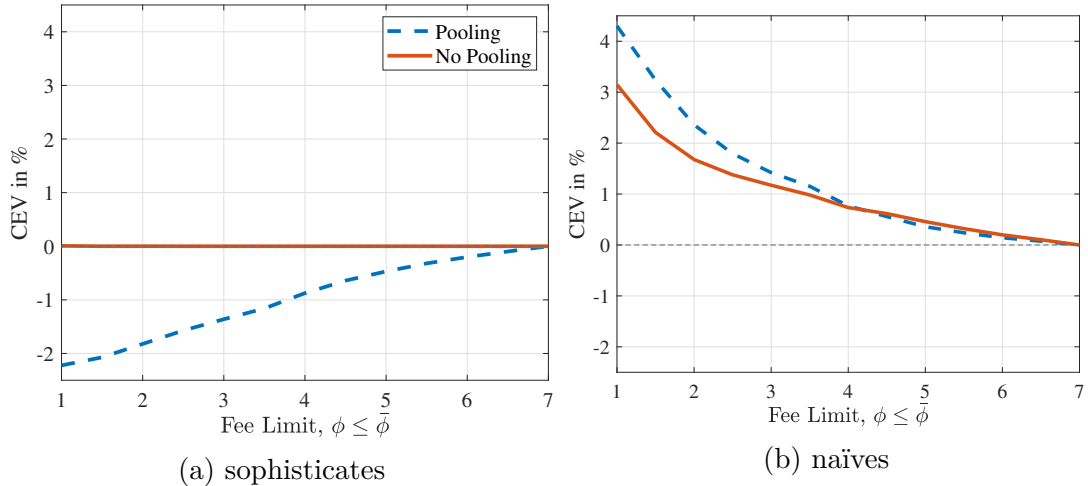 4
3
2
1
0
-1
-2
CEV in %
Pooling
No Pooling
1 2 3 4 5 6 7
Fee Limit, ϕ ≤ ϕ̄
(a) sophisticates
4
3
2
1
0
-1
-2
CEV in %
1 2 3 4 5 6 7
Fee Limit, ϕ ≤ ϕ̄
(b) naïves